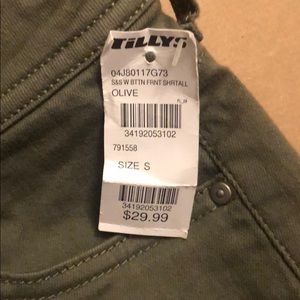 TiLLYS
04J80117G73
S&S W BTTN FRNT SHRTALL
OLIVE
34192053102
791558
SIZE S
34192053102
$29.99